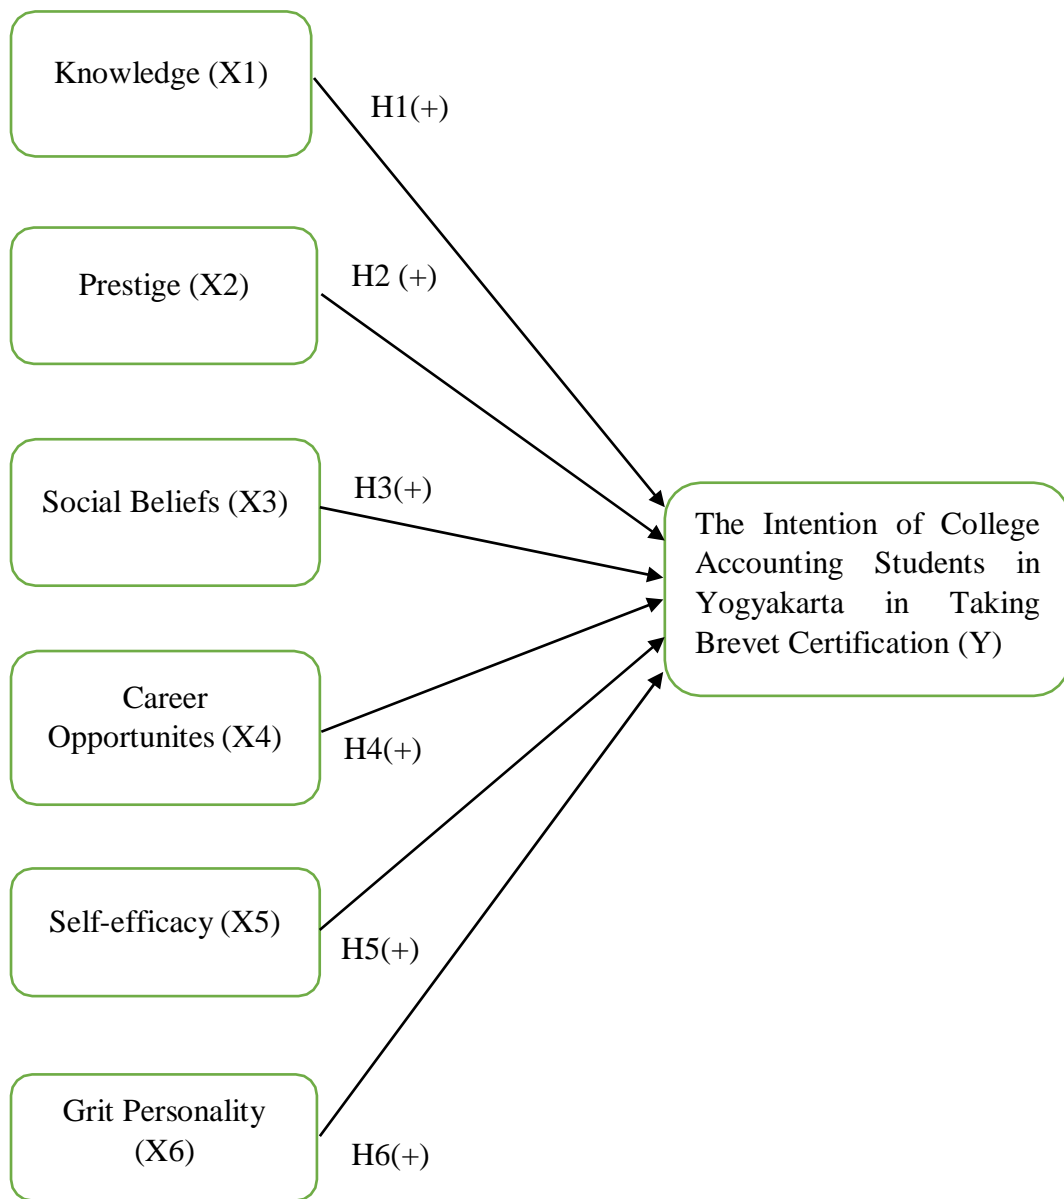 Knowledge (X1)
H1(+)
Prestige (X2)
H2 (+)
Social Beliefs (X3)
H3(+)
The Intention of College
Accounting Students in
Yogyakarta in Taking
Brevet Certification (Y)
Career
Opportunites (X4)
H4(+)
Self-efficacy (X5)
H5(+)
Grit Personality
(X6)
H6(+)